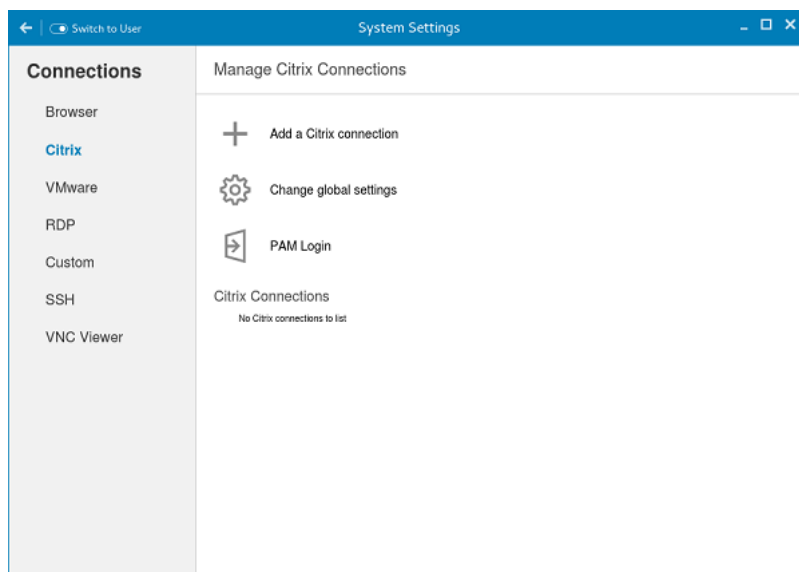 Switch to User
System Settings
Connections
Browser
Citrix
VMware
RDP
Custom
SSH
VNC Viewer
Manage Citrix Connections
Add a Citrix connection
Change global settings
PAM Login
Citrix Connections
No Citrix connections to list